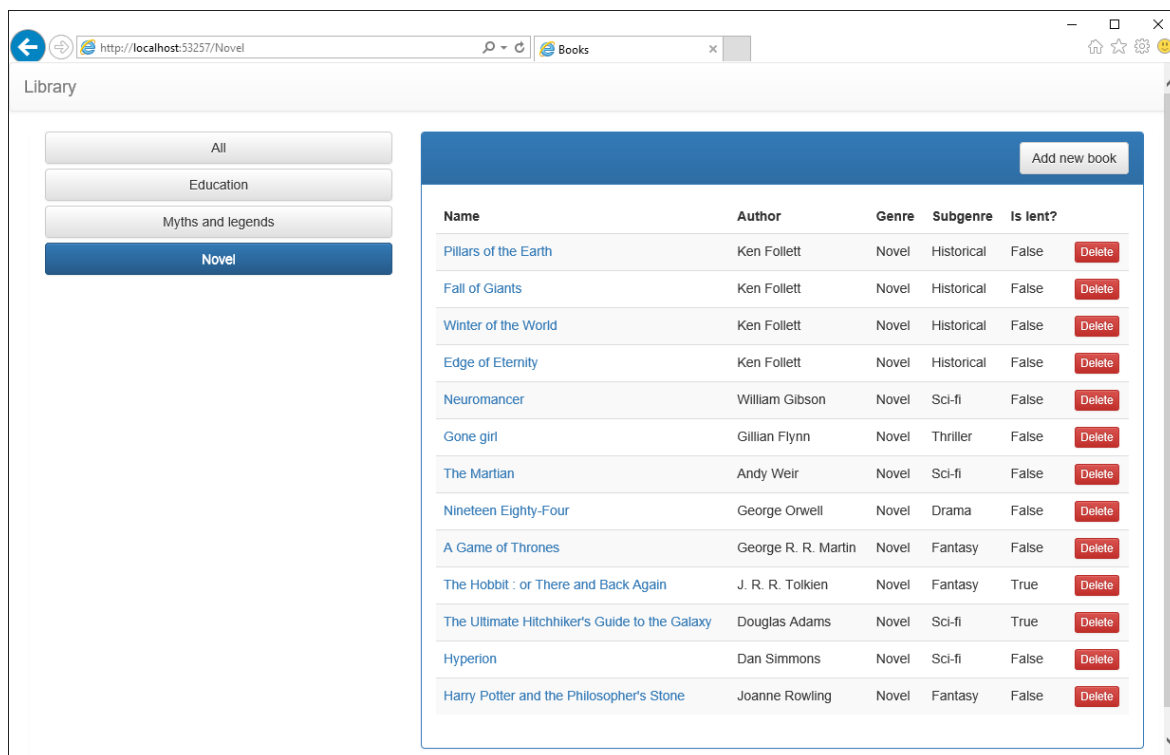 http://localhost:53257/Novel Books
Library
All
Education
Myths and legends
Novel
Add new book
Name Author Genre Subgenre Is lent?
Pillars of the Earth Ken Follett Novel Historical False Delete
Fall of Giants Ken Follett Novel Historical False Delete
Winter of the World Ken Follett Novel Historical False Delete
Edge of Eternity Ken Follett Novel Historical False Delete
Neuromancer William Gibson Novel Sci-fi False Delete
Gone girl Gillian Flynn Novel Thriller False Delete
The Martian Andy Weir Novel Sci-fi False Delete
Nineteen Eighty-Four George Orwell Novel Drama False Delete
A Game of Thrones George R. R. Martin Novel Fantasy False Delete
The Hobbit : or There and Back Again J. R. R. Tolkien Novel Fantasy True Delete
The Ultimate Hitchhiker's Guide to the Galaxy Douglas Adams Novel Sci-fi True Delete
Hyperion Dan Simmons Novel Sci-fi False Delete
Harry Potter and the Philosopher's Stone Joanne Rowling Novel Fantasy False Delete